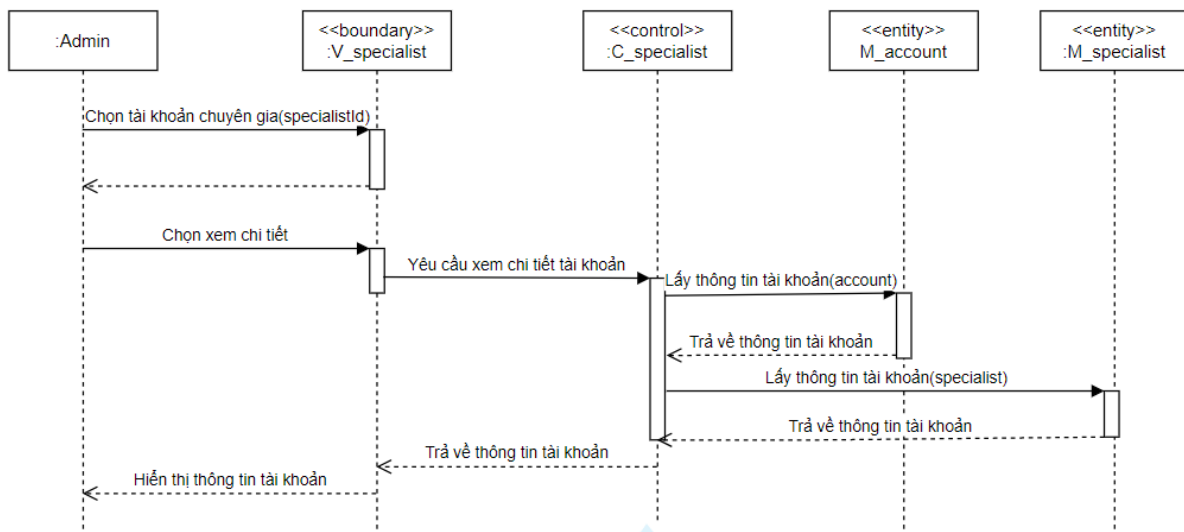 :Admin
<<boundary>>
:V_specialist
<<control>>
:C_specialist
<<entity>>
M_account
<<entity>>
:M_specialist
Chọn tài khoản chuyên gia(specialistId)
Chọn xem chi tiết
Yêu cầu xem chi tiết tài khoản
Lấy thông tin tài khoản(account)
Trả về thông tin tài khoản
Lấy thông tin tài khoản(specialist)
Trả về thông tin tài khoản
Trả về thông tin tài khoản
Hiển thị thông tin tài khoản